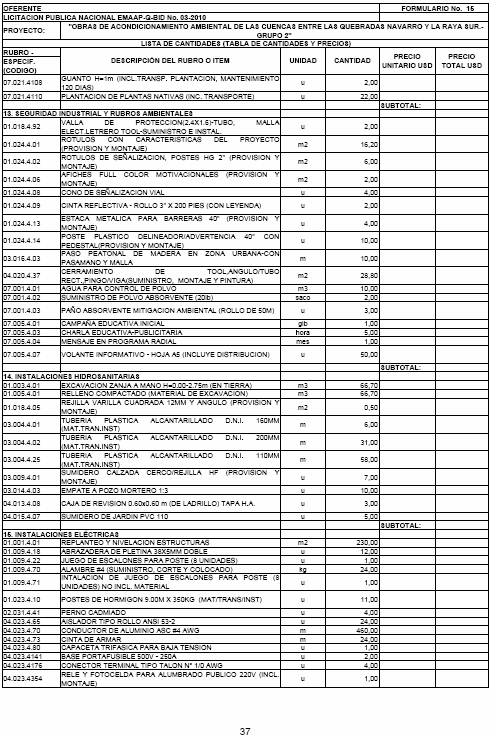 OFERENTE FORMULARIO No. 15
LICITACION PUBLICA NACIONAL EMAAP-Q-BID No. 03-2010
PROYECTO: "OBRAS DE ACONDICIONAMIENTO AMBIENTAL DE LAS CUENCAS ENTRE LAS QUEBRADAS NAVARRO Y LA RAYA SUR.-
GRUPO 2"
LISTA DE CANTIDADES (TABLA DE CANTIDADES Y PRECIOS)
RUBRO - ESPECIF. (CODIGO) DESCRIPCIÓN DEL RUBRO O ITEM UNIDAD CANTIDAD PRECIO UNITARIO USD PRECIO TOTAL USD
07.021.4108 GUANTO H=1m (INCL.TRANSP. PLANTACION, MANTENIMIENTO 120 DIAS) u 2,00
07.021.4110 PLANTACION DE PLANTAS NATIVAS (INC. TRANSPORTE) u 22,00
SUBTOTAL:
13. SEGURIDAD INDUSTRIAL Y RUBROS AMBIENTALES
01.018.4.92 VALLA DE PROTECCION(2.4X1.6)-TUBO, MALLA ELECT.LETRERO TOOL-SUMINISTRO E INSTAL. u 2,00
01.024.4.01 ROTULOS CON CARACTERISTICAS DEL PROYECTO (PROVISION Y MONTAJE) m2 16,20
01.024.4.02 ROTULOS DE SEÑALIZACION, POSTES HG 2" (PROVISION Y MONTAJE) m2 6,00
01.024.4.06 AFICHES FULL COLOR MOTIVACIONALES (PROVISION Y MONTAJE) m2 2,00
01.024.4.08 CONO DE SEÑALIZACION VIAL u 4,00
01.024.4.09 CINTA REFLECTIVA - ROLLO 3" X 200 PIES (CON LEYENDA) u 2,00
01.024.4.13 ESTACA METALICA PARA BARRERAS 40" (PROVISION Y MONTAJE) u 4,00
01.024.4.14 POSTE PLASTICO DELINEADOR/ADVERTENCIA 40" CON PEDESTAL(PROVISION Y MONTAJE) u 10,00
03.016.4.03 PASO PEATONAL DE MADERA EN ZONA URBANA-CON PASAMANO Y MALLA m 10,00
04.020.4.37 CERRAMIENTO DE TOOL,ANGULO/TUBO RECT.,PINGO/VIGA(SUMINISTRO, MONTAJE Y PINTURA) m2 28,80
07.001.4.01 AGUA PARA CONTROL DE POLVO m3 10,00
07.001.4.02 SUMINISTRO DE POLVO ABSORVENTE (20lb) saco 2,00
07.001.4.03 PAÑO ABSORVENTE MITIGACION AMBIENTAL (ROLLO DE 50M) u 3,00
07.005.4.01 CAMPAÑA EDUCATIVA INICIAL glb 1,00
07.005.4.03 CHARLA EDUCATIVA-PUBLICITARIA hora 5,00
07.005.4.04 MENSAJE EN PROGRAMA RADIAL mes 1,00
07.005.4.07 VOLANTE INFORMATIVO - HOJA A5 (INCLUYE DISTRIBUCION) u 50,00
SUBTOTAL:
14. INSTALACIONES HIDROSANITARIAS
01.003.4.01 EXCAVACION ZANJA A MANO H=0.00-2.75m (EN TIERRA) m3 66,70
01.005.4.01 RELLENO COMPACTADO (MATERIAL DE EXCAVACION) m3 66,70
01.018.4.05 REJILLA VARILLA CUADRADA 12MM Y ANGULO (PROVISION Y MONTAJE) m2 0,50
03.004.4.01 TUBERIA PLASTICA ALCANTARILLADO D.N.I. 160MM (MAT.TRAN.INST) m 6,00
03.004.4.02 TUBERIA PLASTICA ALCANTARILLADO D.N.I. 200MM (MAT.TRAN.INST) m 31,00
03.004.4.25 TUBERIA PLASTICA ALCANTARILLADO D.N.I. 110MM (MAT.TRAN.INST) m 58,00
03.009.4.01 SUMIDERO CALZADA CERCO/REJILLA HF (PROVISION Y MONTAJE) u 7,00
03.014.4.03 EMPATE A POZO MORTERO 1:3 u 10,00
04.013.4.08 CAJA DE REVISION 0.60x0.60 m (DE LADRILLO) TAPA H.A. u 3,00
04.015.4.07 SUMIDERO DE JARDIN PVC 110 u 5,00
SUBTOTAL:
15. INSTALACIONES ELÉCTRICAS
01.001.4.01 REPLANTEO Y NIVELACION ESTRUCTURAS m2 230,00
01.009.4.18 ABRAZADERA DE PLETINA 38X5MM DOBLE u 12,00
01.009.4.22 JUEGO DE ESCALONES PARA POSTE (8 UNIDADES) u 1,00
01.009.4.70 ALAMBRE #4 (SUMINISTRO, CORTE Y COLOCADO) kg 24,00
01.009.4.71 INTALACION DE JUEGO DE ESCALONES PARA POSTE (8 UNIDADES) NO INCL. MATERIAL u 1,00
01.023.4.10 POSTES DE HORMIGON 9.00M X 350KG (MAT/TRANS/INST) u 11,00
02.031.4.41 PERNO CADMIADO u 4,00
04.023.4.65 AISLADOR TIPO ROLLO ANSI 53-2 u 24,00
04.023.4.70 CONDUCTOR DE ALUMINIO ASC #4 AWG m 460,00
04.023.4.73 CINTA DE ARMAR m 24,00
04.023.4.80 CAPACETA TRIFASICA PARA BAJA TENSION u 1,00
04.023.4141 BASE PORTAFUSIBLE 500V - 250A u 2,00
04.023.4176 CONECTOR TERMINAL TIPO TALON N° 1/0 AWG u 4,00
04.023.4354 RELE Y FOTOCELDA PARA ALUMBRADO PUBLICO 220V (INCL. MONTAJE) u 1,00
37